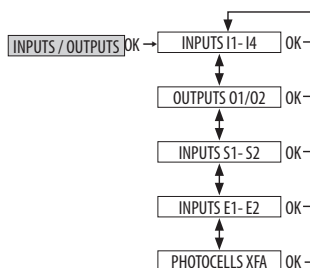 INPUTS / OUTPUTS OK
INPUTS I1- I4 OK
OUTPUTS O1/O2 OK
INPUTS S1- S2 OK
INPUTS E1- E2 OK
PHOTOCELLS XFA OK